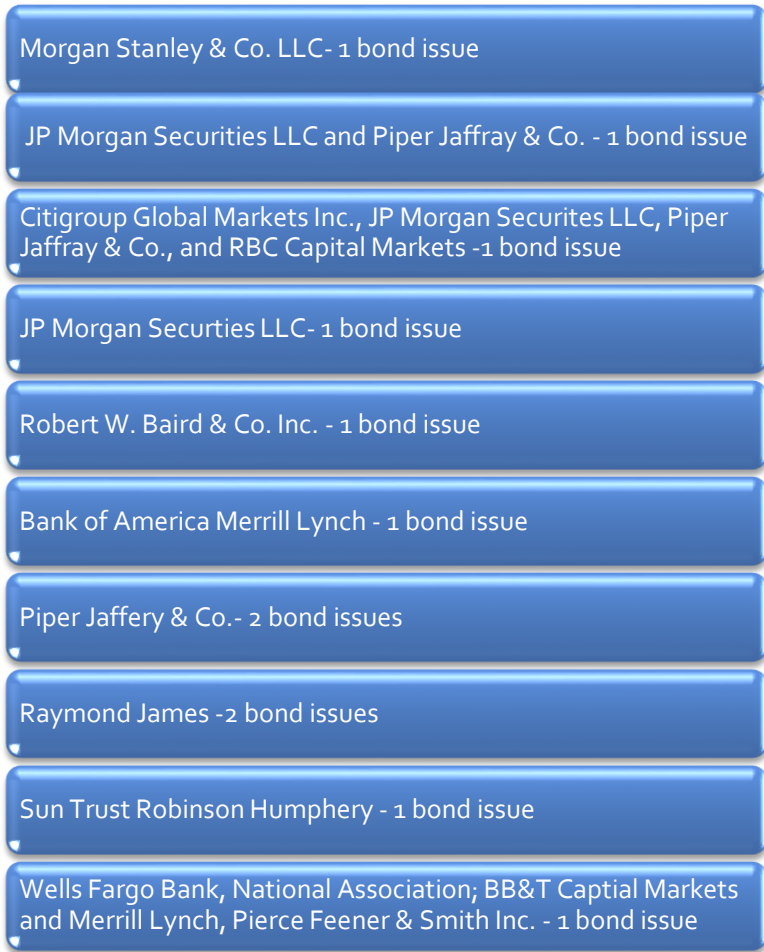 Morgan Stanley & Co. LLC- 1 bond issue
JP Morgan Securities LLC and Piper Jaffray & Co. - 1 bond issue
Citigroup Global Markets Inc., JP Morgan Securites LLC, Piper
Jaffray & Co., and RBC Capital Markets -1 bond issue
JP Morgan Securties LLC- 1 bond issue
Robert W. Baird & Co. Inc. - 1 bond issue
Bank of America Merrill Lynch - 1 bond issue
Piper Jaffery & Co.- 2 bond issues
Raymond James -2 bond issues
Sun Trust Robinson Humphery - 1 bond issue
Wells Fargo Bank, National Association; BB&T Captial Markets
and Merrill Lynch, Pierce Feener & Smith Inc. - 1 bond issue